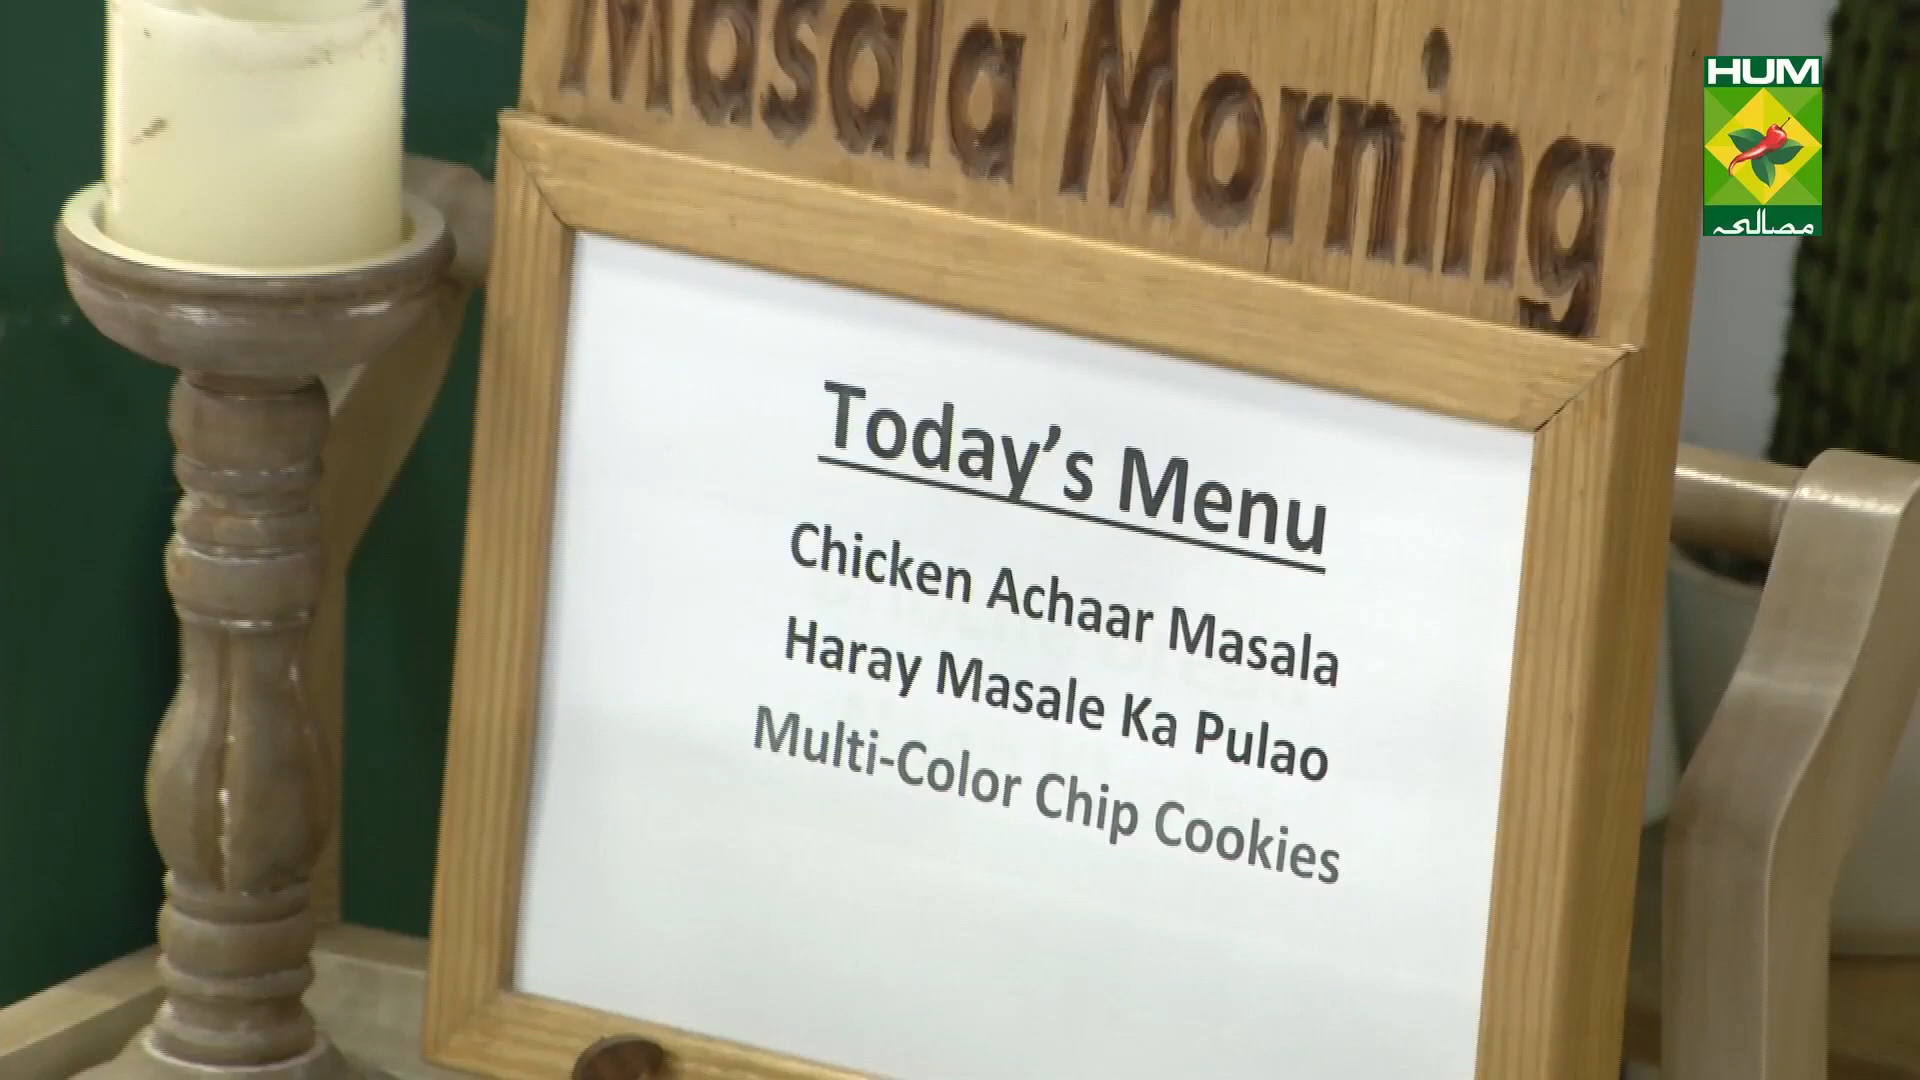 Masala Morning
HUM
مصالحہ
Today's Menu
Chicken Achaar Masala
Haray Masale Ka Pulao
Multi-Color Chip Cookies